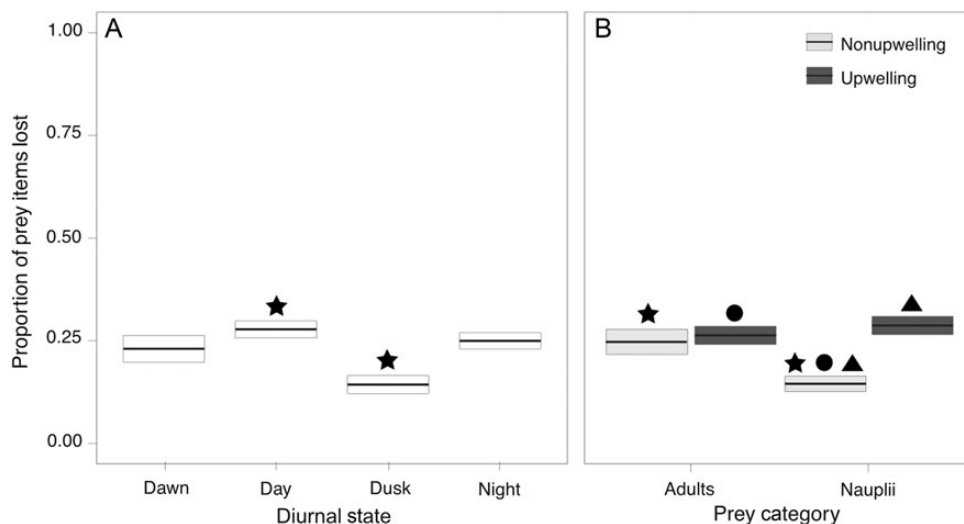 A
B
Nonupwelling
Upwelling
Proportion of prey items lost
1.00
0.75
0.50
0.25
0.00
Dawn Day Dusk Night
Diurnal state
Adults Nauplii
Prey category